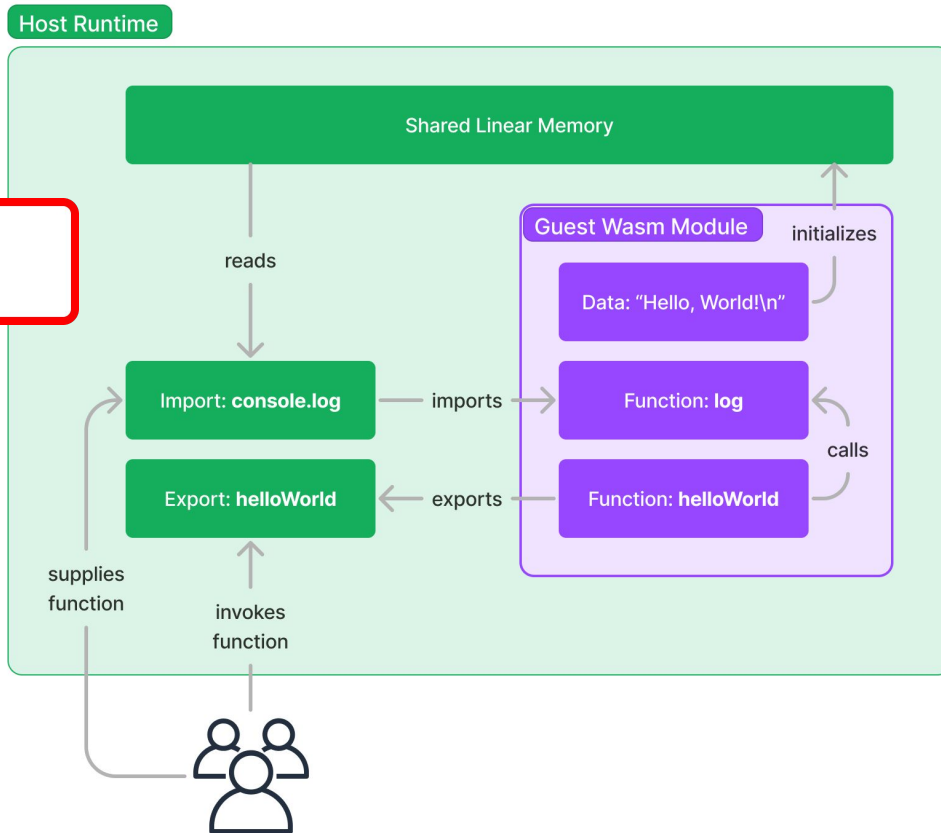 Host Runtime
Shared Linear Memory
Guest Wasm Module
initializes
reads
Data: “Hello, World!\n”
Import: console.log
imports
Function: log
calls
Export: helloWorld
exports
Function: helloWorld
supplies
function
invokes
function